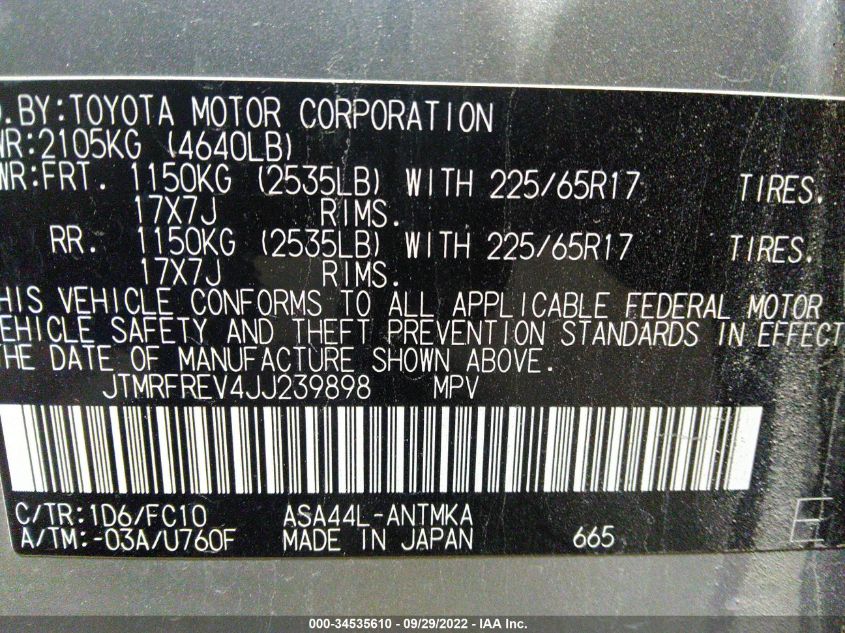 D.BY:TOYOTA MOTOR CORPORATION
WR:2105KG (4640LB)
WR:FRT. 1150KG (2535LB) WITH 225/65R17 TIRES.
17X7J RIMS.
RR. 1150KG (2535LB) WITH 225/65R17 TIRES.
17X7J RIMS.
HIS VEHICLE CONFORMS TO ALL APPLICABLE FEDERAL MOTOR
EHICLE SAFETY AND THEFT PREVENTION STANDARDS IN EFFECT
THE DATE OF MANUFACTURE SHOWN ABOVE.
JTMRFREV4JJ239898 MPV
C/TR:1D6/FC10 ASA44L-ANTMKA
A/TM:-03A/U760F MADE IN JAPAN 665 E
000-34535610 - 09/29/2022 - IAA Inc.